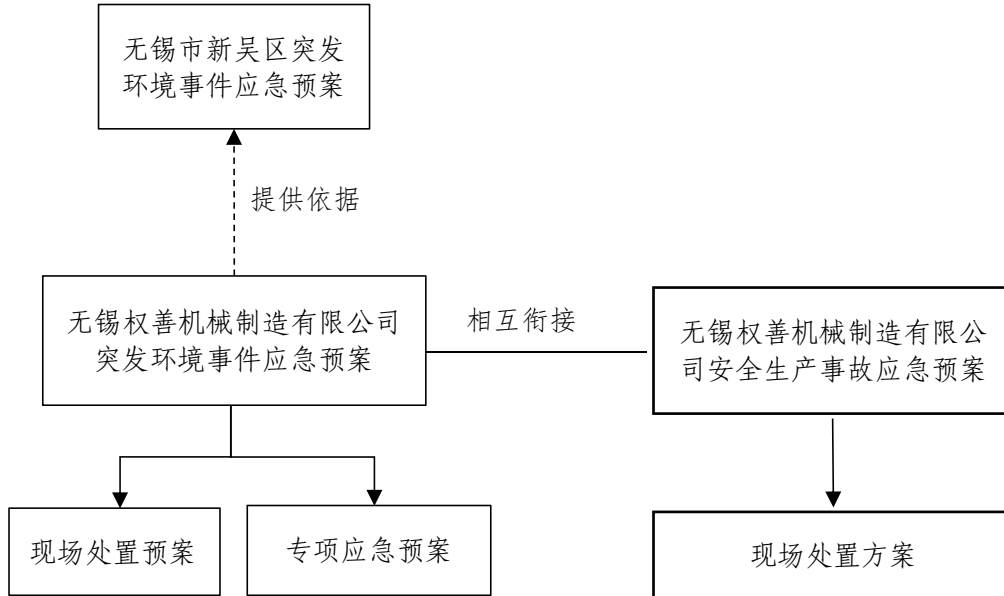 无锡市新吴区突发
环境事件应急预案
提供依据
无锡权善机械制造有限公司
突发环境事件应急预案
相互衔接
无锡权善机械制造有限公
司安全生产事故应急预案
现场处置预案
专项应急预案
现场处置方案